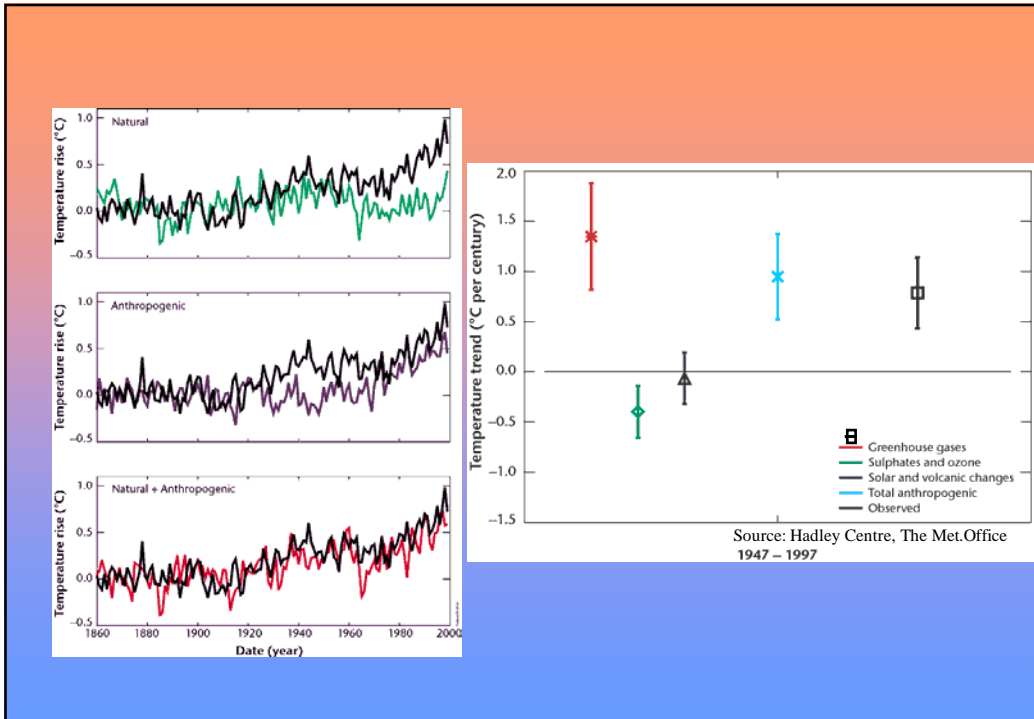 Temperature rise (°C)
1.0
0.5
0.0
−0.5
Natural
Temperature rise (°C)
1.0
0.5
0.0
−0.5
Anthropogenic
Temperature rise (°C)
1.0
0.5
0.0
−0.5
Natural + Anthropogenic
1860 1880 1900 1920 1940 1960 1980 2000
Date (year)
Temperature trend (°C per century)
2.0
1.5
1.0
0.5
0.0
−0.5
−1.0
−1.5
Greenhouse gases
Sulphates and ozone
Solar and volcanic changes
Total anthropogenic
Observed
Source: Hadley Centre, The Met.Office
1947 – 1997